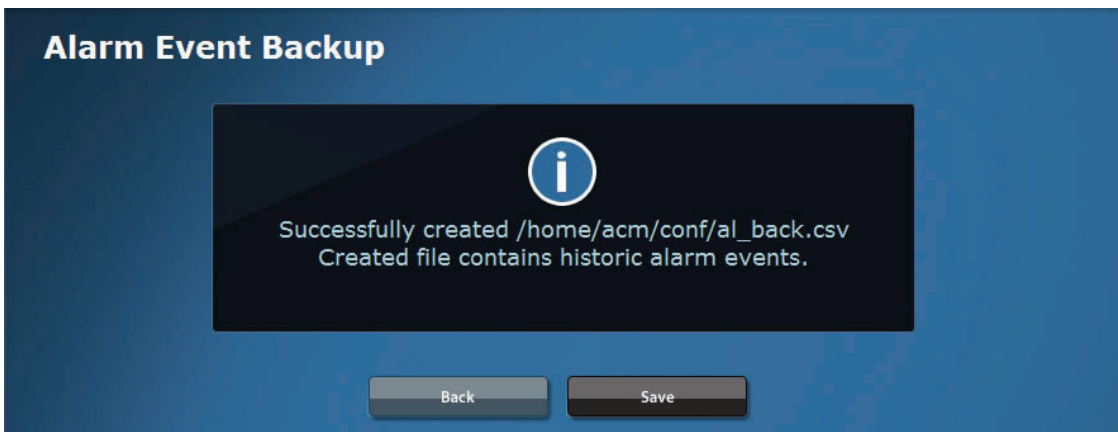 Alarm Event Backup
i
Successfully created /home/acm/conf/al_back.csv
Created file contains historic alarm events.
Back
Save